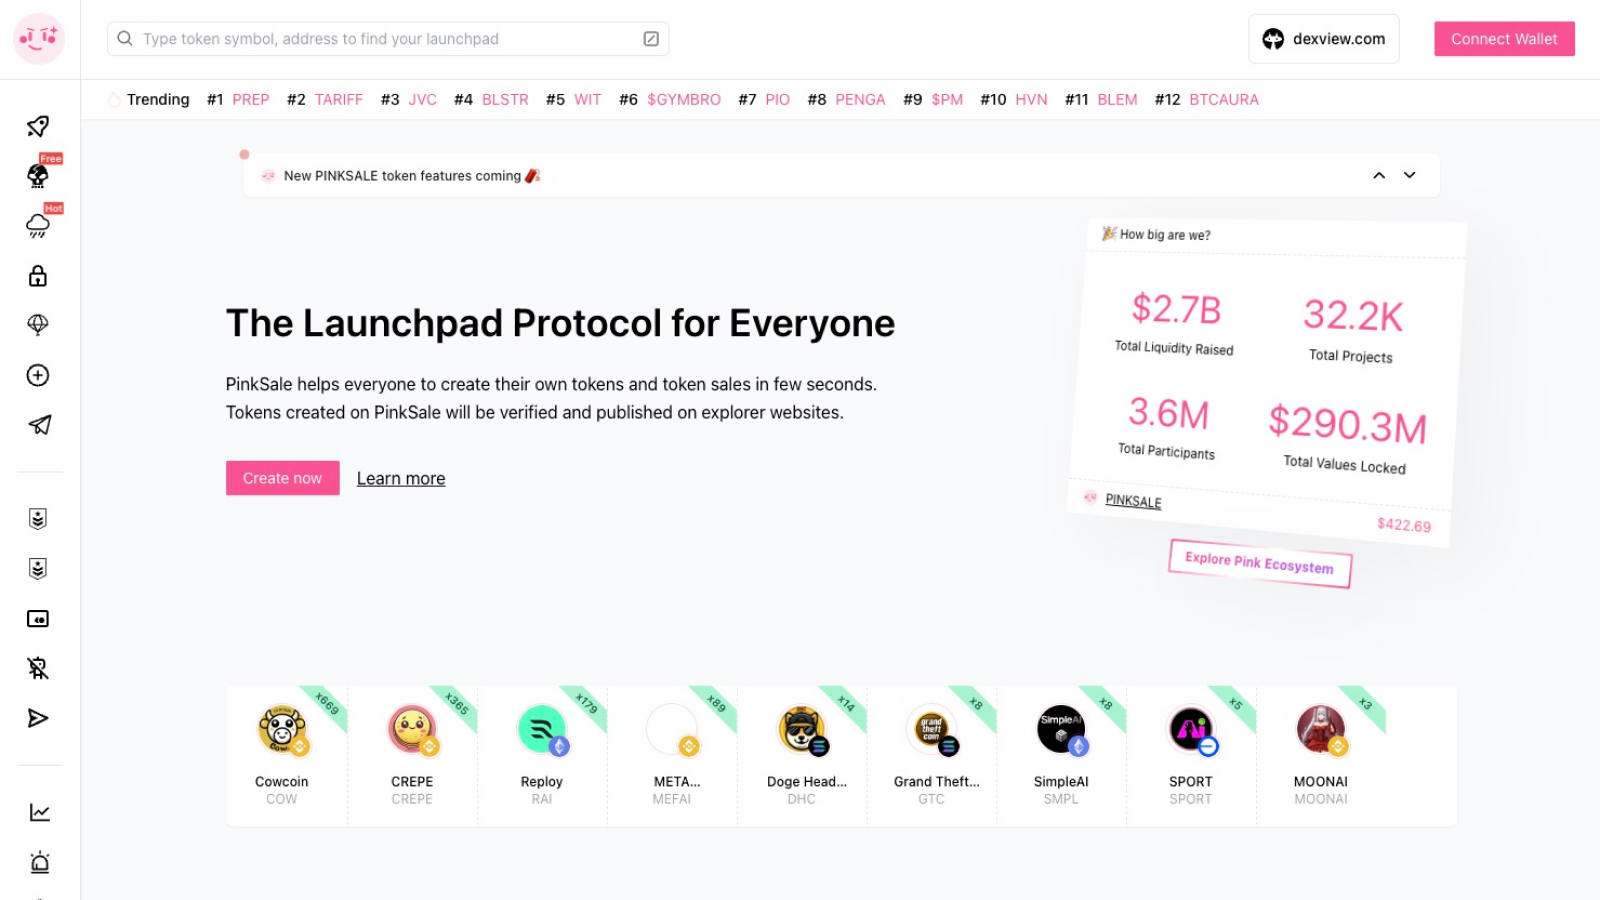 Type token symbol, address to find your launchpad
dexview.com
Connect Wallet
Trending #1 PREP #2 TARIFF #3 JVC #4 BLSTR #5 WIT #6 $GYMBRO #7 PIO #8 PENGA #9 $PM #10 HVN #11 BLEM #12 BTCAURA
Free
Hot
New PINKSALE token features coming
How big are we?
$2.7B
Total Liquidity Raised
32.2K
Total Projects
3.6M
Total Participants
$290.3M
Total Values Locked
PINKSALE
$422.69
Explore Pink Ecosystem
The Launchpad Protocol for Everyone
PinkSale helps everyone to create their own tokens and token sales in few seconds.
Tokens created on PinkSale will be verified and published on explorer websites.
Create now
Learn more
x669
Cowcoin
COW
x365
CREPE
CREPE
x179
Reploy
RAI
x89
META...
MEFAI
x14
Doge Head...
DHC
x8
grand
theft
com
Grand Theft...
GTC
x8
SimpleAI
SimpleAI
SMPL
x5
Ai
SPORT
SPORT
x3
MOONAI
MOONAI